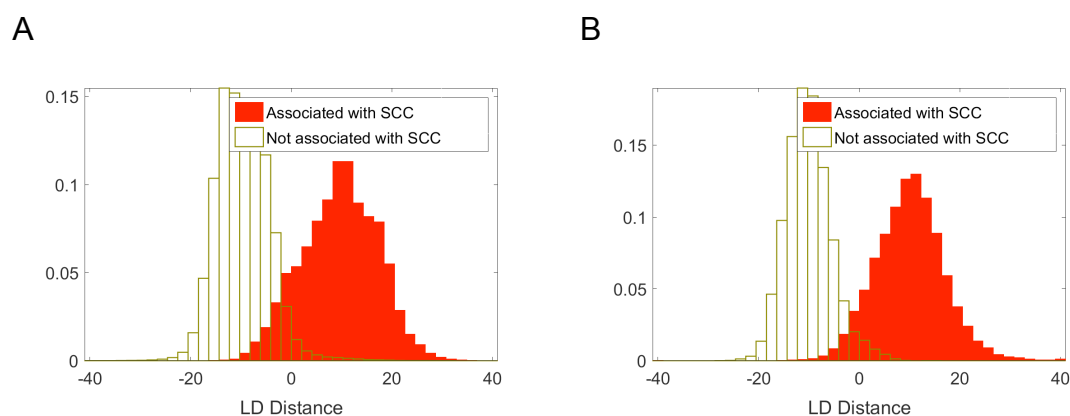 A
B
0.15
0.1
0.05
0
Associated with SCC
Not associated with SCC
-40
-20
0
20
40
LD Distance
0.15
0.1
0.05
0
Associated with SCC
Not associated with SCC
-40
-20
0
20
40
LD Distance